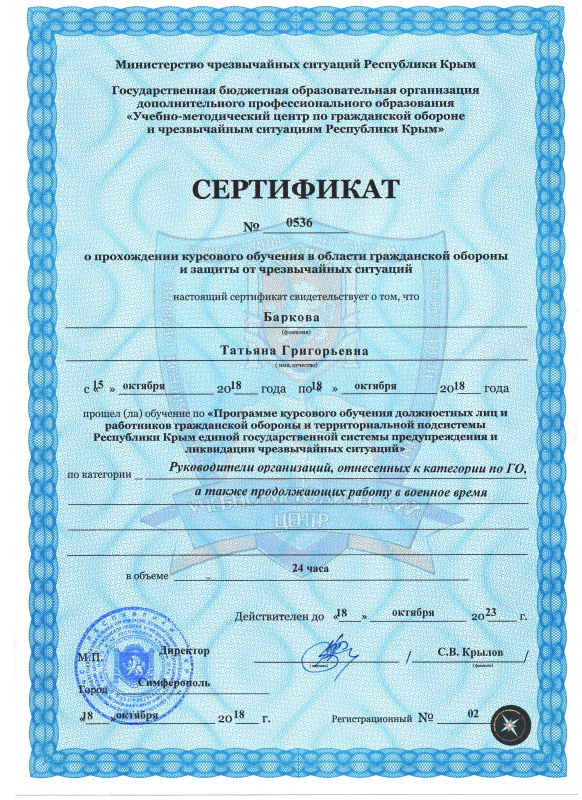 Министерство чрезвычайных ситуаций Республики Крым
Государственная бюджетная образовательная организация
дополнительного профессионального образования
«Учебно-методический центр по гражданской обороне
и чрезвычайным ситуациям Республики Крым»
СЕРТИФИКАТ
№ 0536
о прохождении курсового обучения в области гражданской обороны
и защиты от чрезвычайных ситуаций
настоящий сертификат свидетельствует о том, что
Баркова
(фамилия)
Татьяна Григорьевна
( имя, отчество)
с «15 » октября 2018 года по«18 » октября 2018 года
прошел (ла) обучение по «Программе курсового обучения должностных лиц и
работников гражданской обороны и территориальной подсистемы
Республики Крым единой государственной системы предупреждения и
ликвидации чрезвычайных ситуаций»
по категории Руководители организаций, отнесенных к категории по ГО,
а также продолжающих работу в военное время
ЦЕНТР
в объеме 24 часа
Действителен до «18 » октября 2023 г.
М.П. Директор / С.В. Крылов /
(подпись) (фамилия)
Город Симферополь
«18 »октября 2018 г. Регистрационный № 02